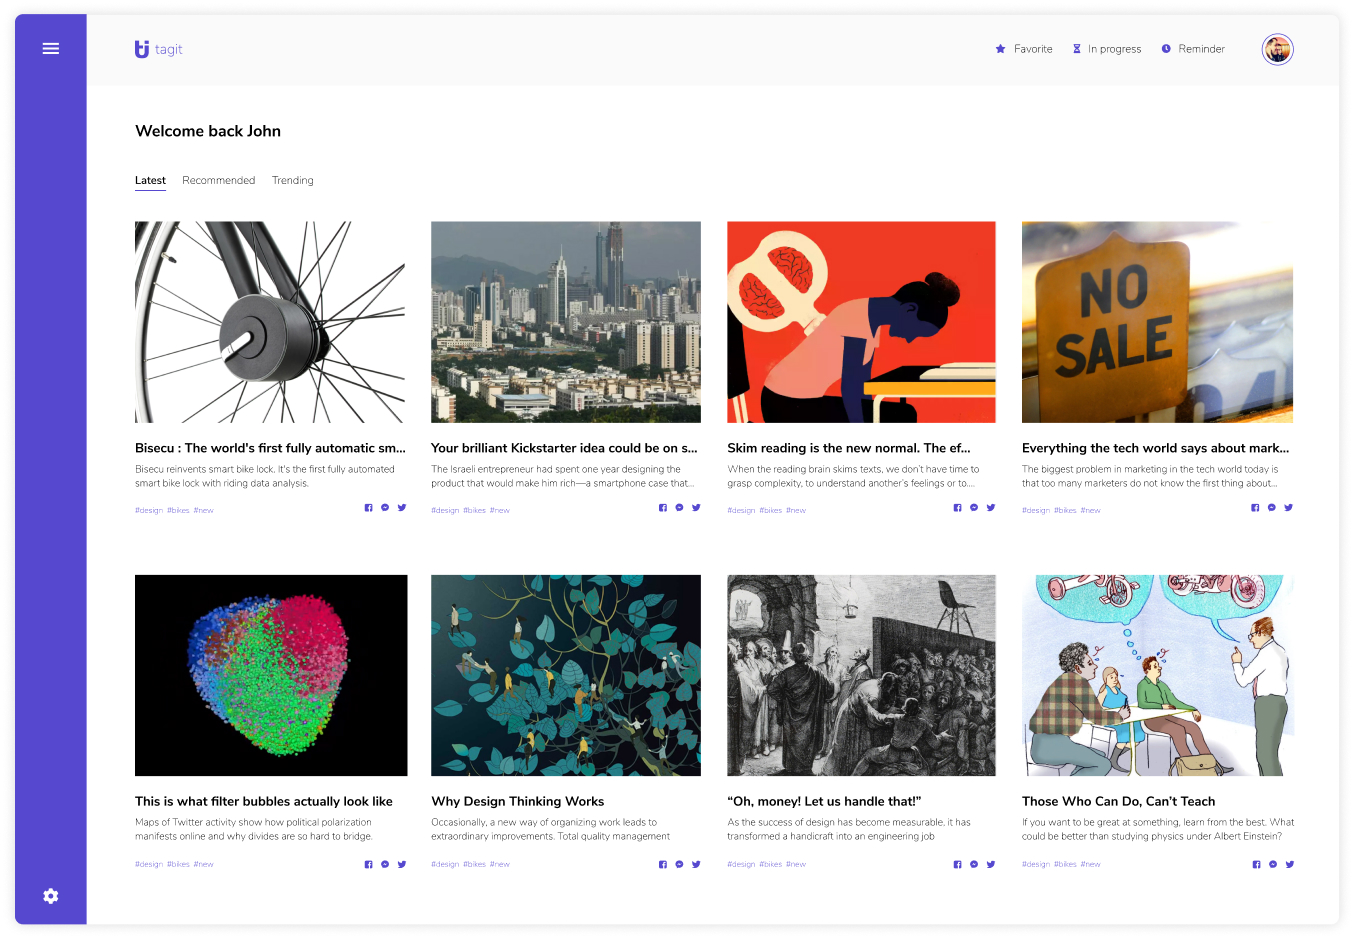 tagit
Favorite
In progress
Reminder
Welcome back John
Latest
Recommended
Trending
NO
SALE
Bisecu : The world's first fully automatic sm...
Bisecu reinvents smart bike lock. It's the first fully automated
smart bike lock with riding data analysis.
#design #bikes #new
Your brilliant Kickstarter idea could be on s...
The Israeli entrepreneur had spent one year designing the
product that would make him rich—a smartphone case that...
#design #bikes #new
Skim reading is the new normal. The ef...
When the reading brain skims texts, we don't have time to
grasp complexity, to understand another's feelings or to....
#design #bikes #new
Everything the tech world says about mark...
The biggest problem in marketing in the tech world today is
that too many marketers do not know the first thing about...
#design #bikes #new
This is what filter bubbles actually look like
Maps of Twitter activity show how political polarization
manifests online and why divides are so hard to bridge.
#design #bikes #new
Why Design Thinking Works
Occasionally, a new way of organizing work leads to
extraordinary improvements. Total quality management
#design #bikes #new
“Oh, money! Let us handle that!”
As the success of design has become measurable, it has
transformed a handicraft into an engineering job
#design #bikes #new
Those Who Can Do, Can't Teach
If you want to be great at something, learn from the best. What
could be better than studying physics under Albert Einstein?
#design #bikes #new